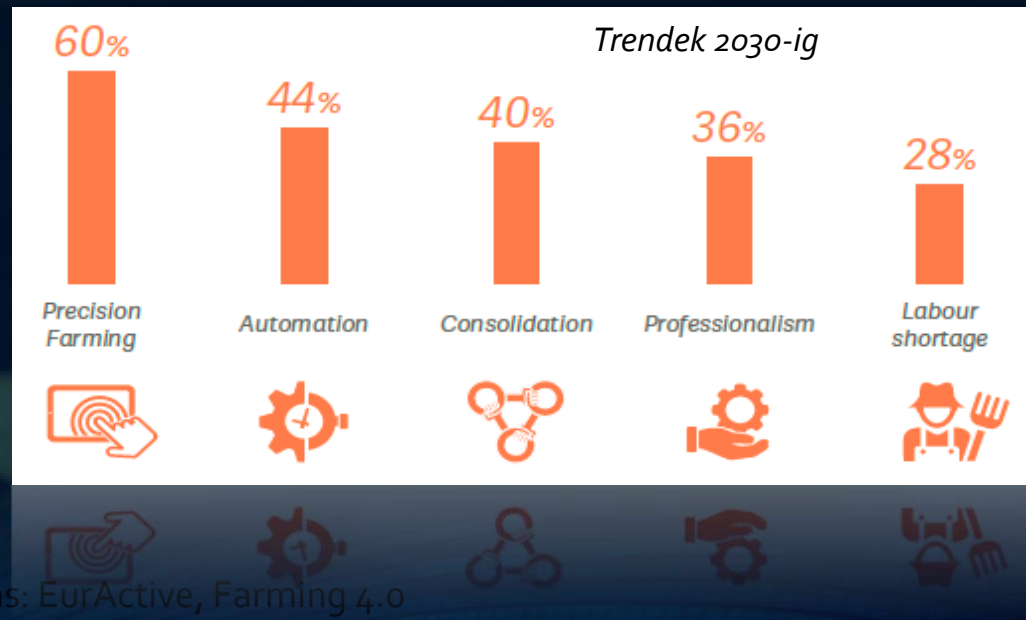 Trendek 2030-ig
60%
44%
40%
36%
28%
Precision
Farming
Automation
Consolidation
Professionalism
Labour
shortage
EurActive, Farming 4.0